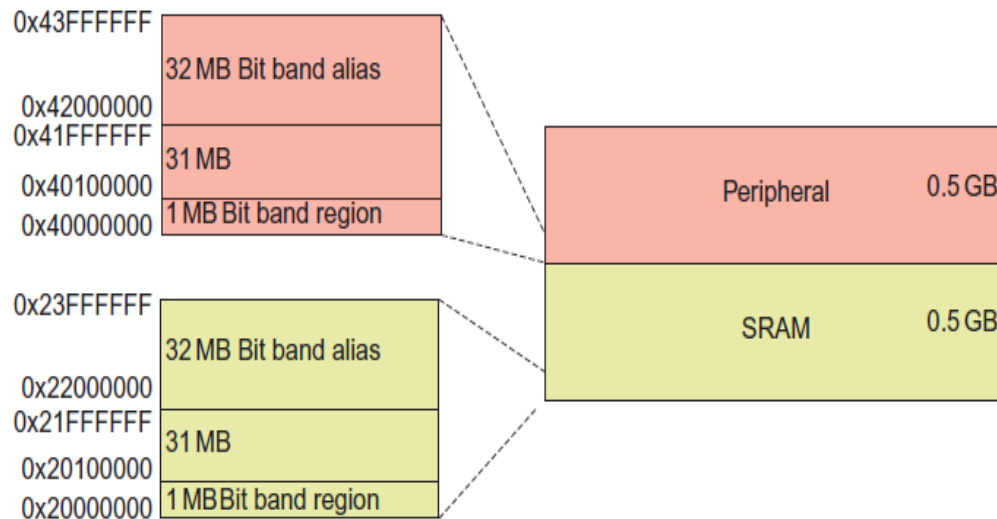 0x43FFFFFF
32 MB Bit band alias
0x42000000
0x41FFFFFF
31 MB
0x40100000
1 MB Bit band region
0x40000000
Peripheral 0.5 GB
0x23FFFFFF
32 MB Bit band alias
0x22000000
0x21FFFFFF
31 MB
0x20100000
1 MB Bit band region
0x20000000
SRAM 0.5 GB